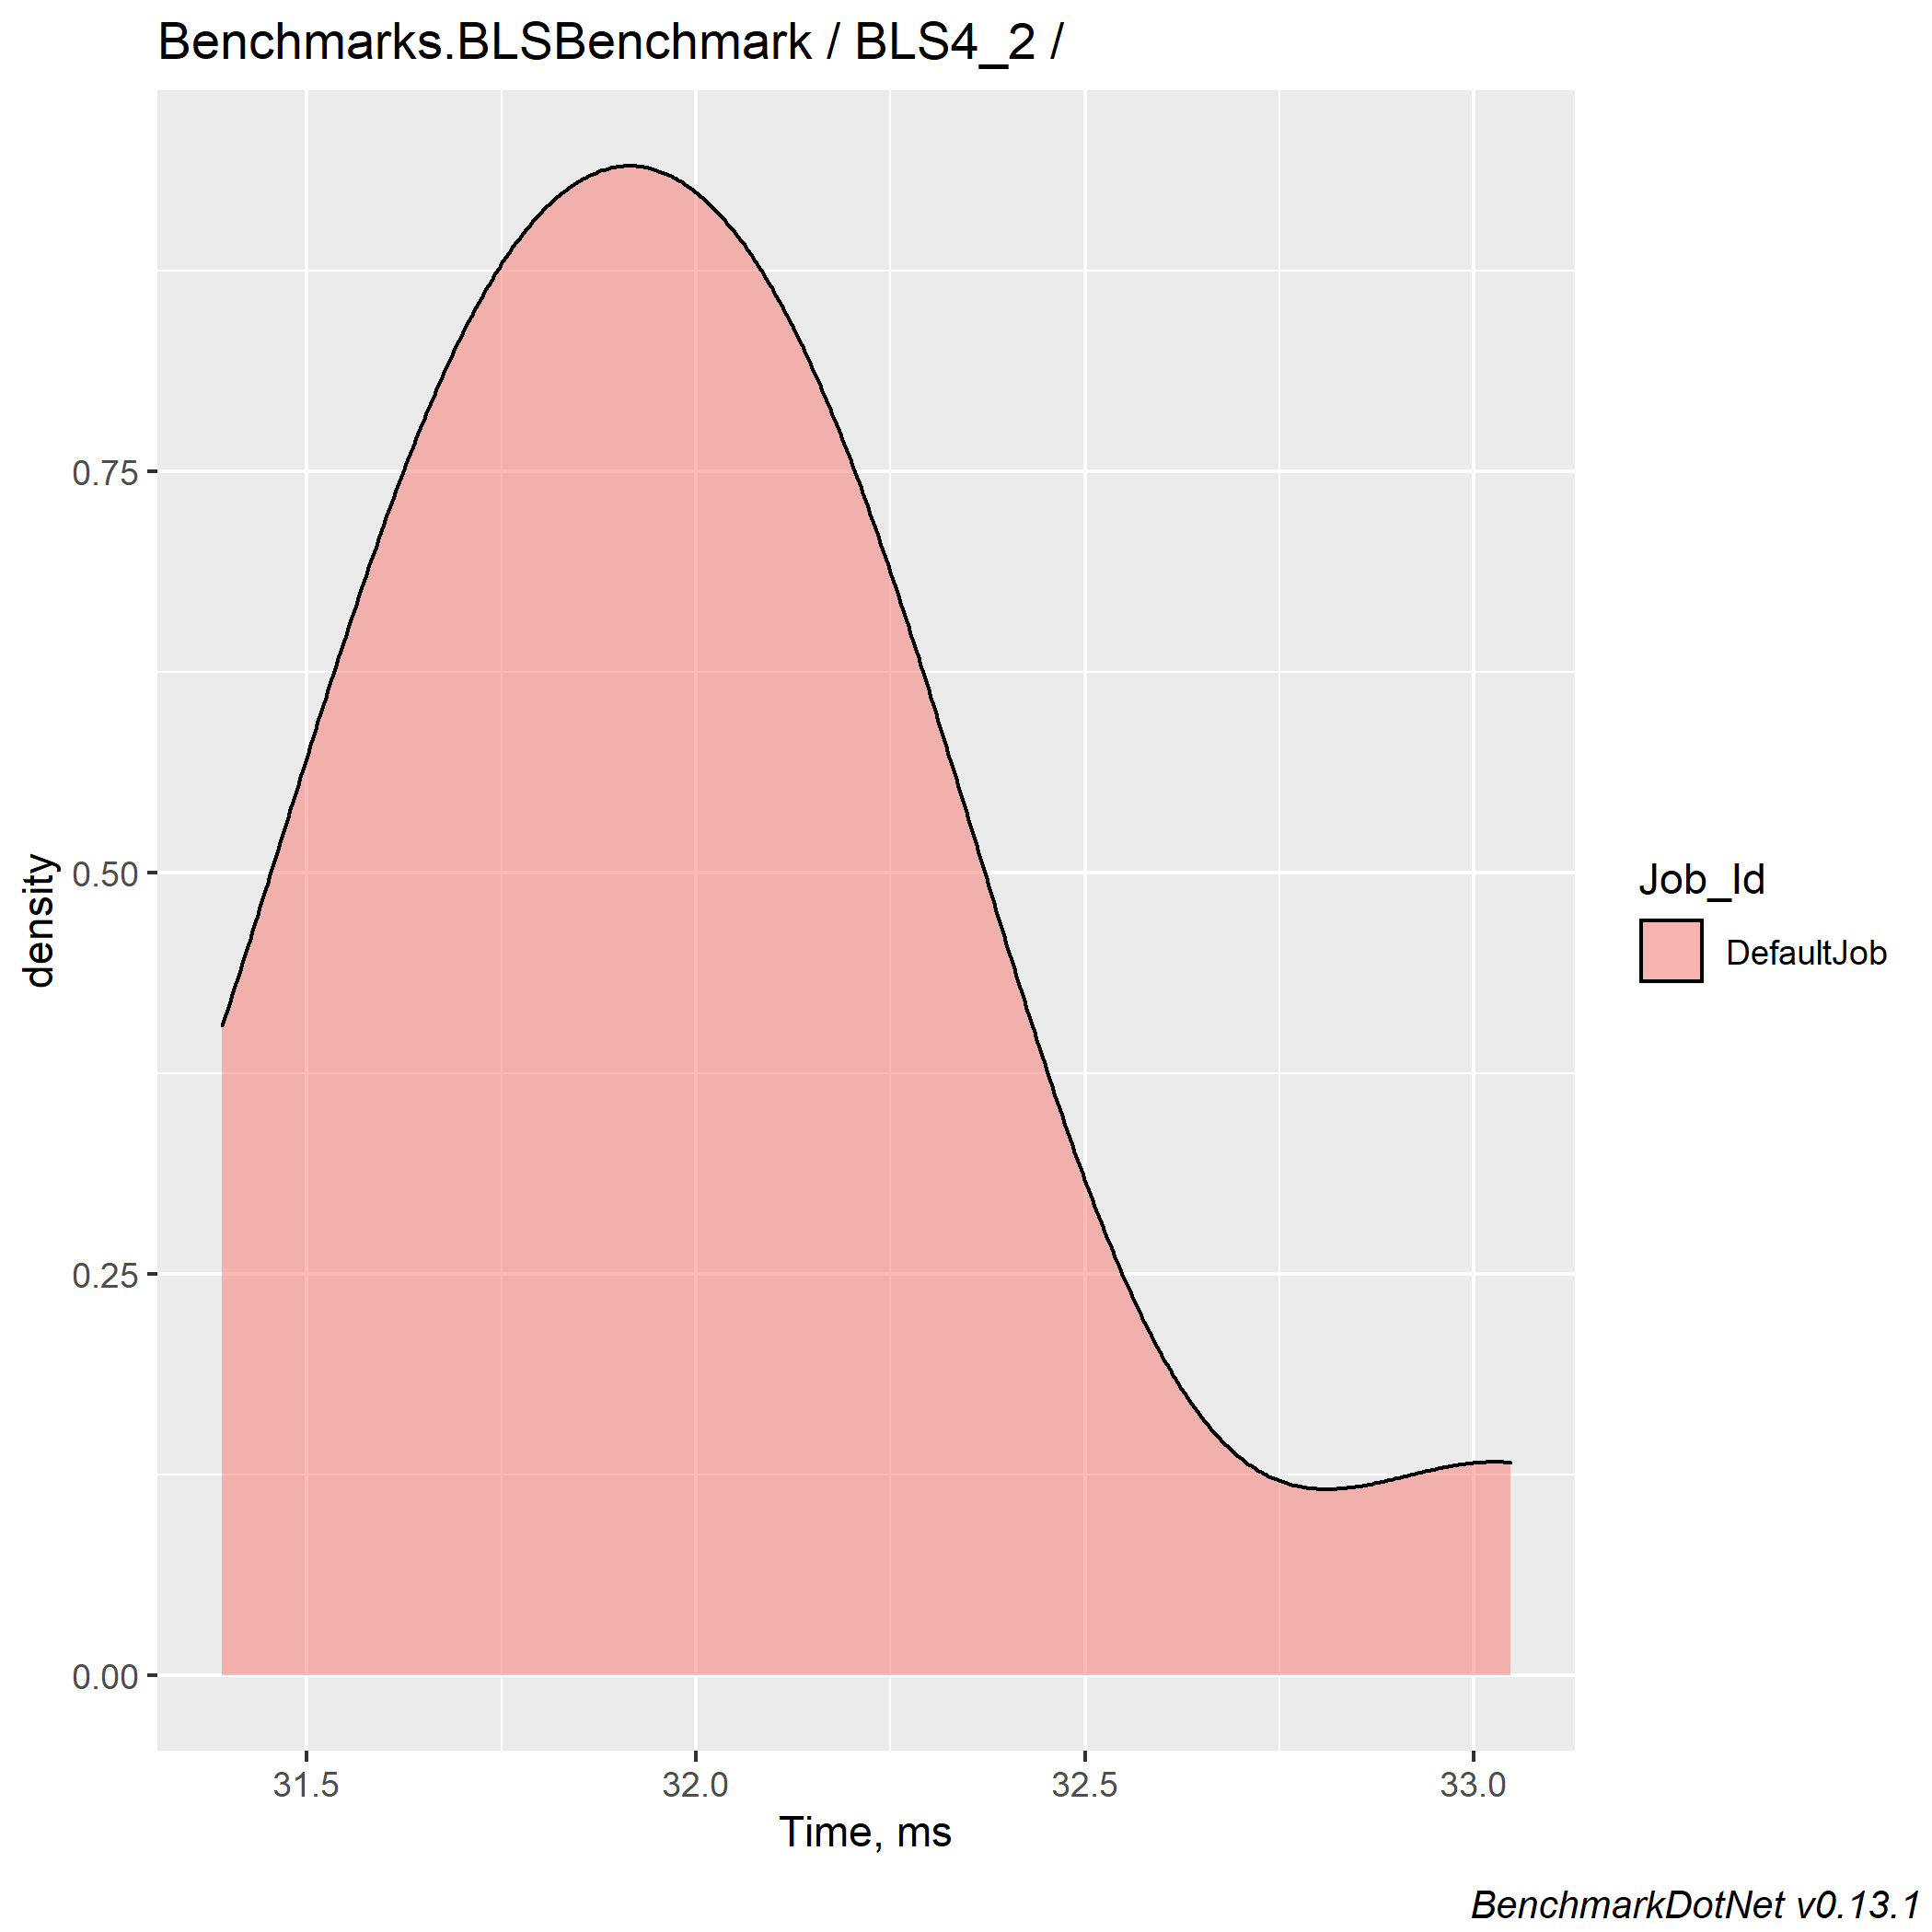 Benchmarks.BLSBenchmark / BLS4_2 /
density
0.75
0.50
0.25
0.00
31.5 32.0 32.5 33.0
Time, ms
Job_Id
DefaultJob
BenchmarkDotNet v0.13.1